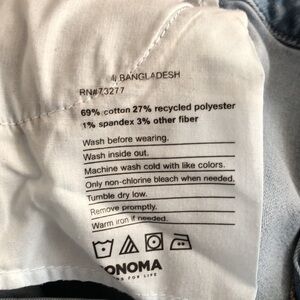 BANGLADESH
RN#73277
69% cotton 27% recycled polyester
1% spandex 3% other fiber
Wash before wearing.
Wash inside out.
Machine wash cold with like colors.
Only non-chlorine bleach when needed.
Tumble dry low.
Remove promptly.
Warm iron if needed.
ONOMA
S FOR LIFE